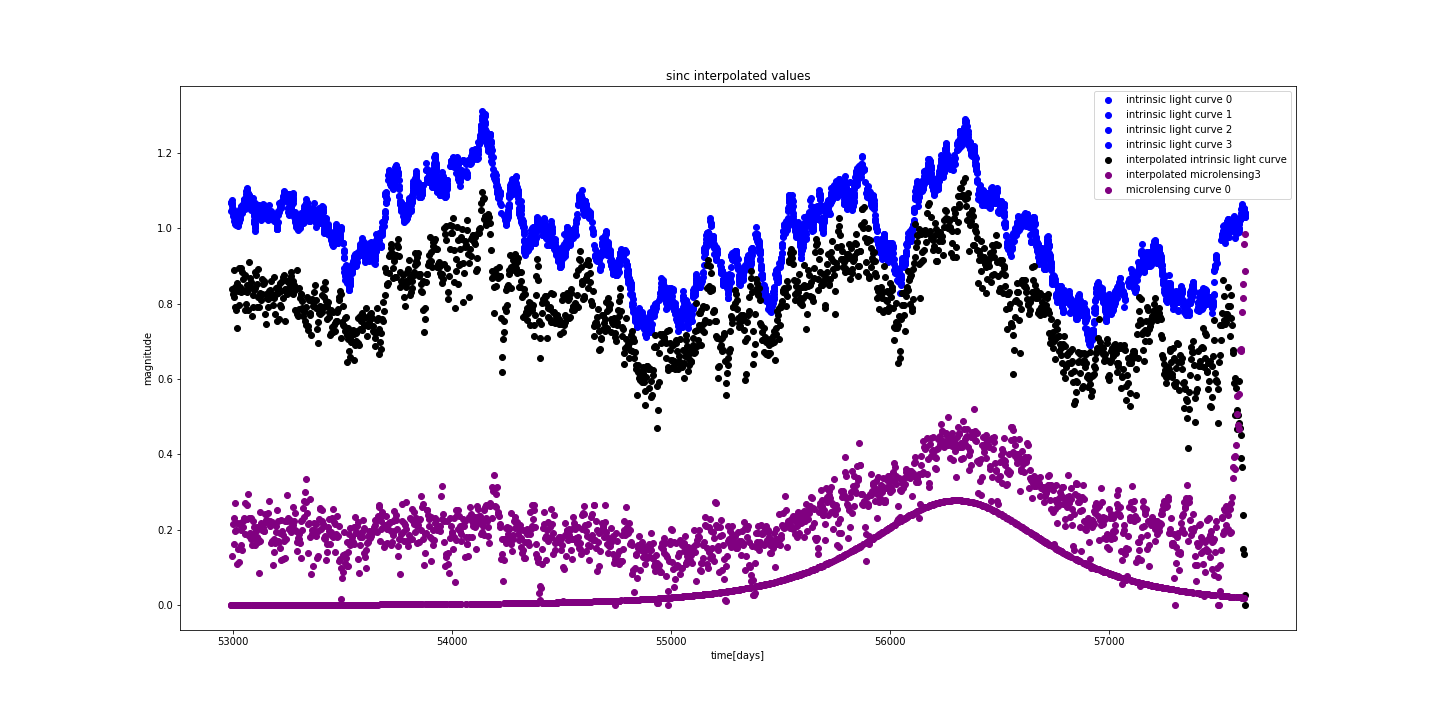 sinc interpolated values
intrinsic light curve 0
intrinsic light curve 1
intrinsic light curve 2
intrinsic light curve 3
interpolated intrinsic light curve
interpolated microlensing3
microlensing curve 0
magnitude
1.2
1.0
0.8
0.6
0.4
0.2
0.0
53000 54000 55000 56000 57000
time[days]